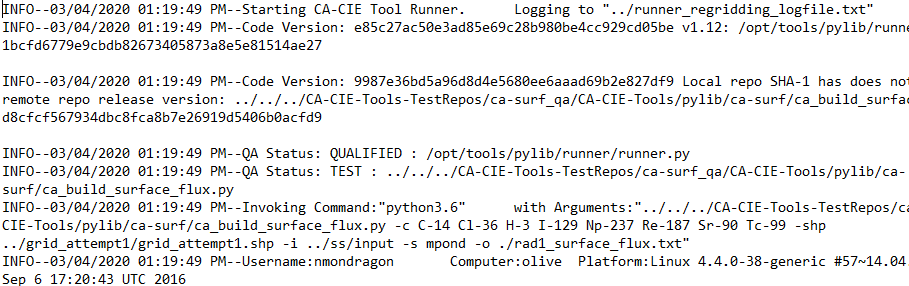 INFO--03/04/2020 01:19:49 PM--Starting CA-CIE Tool Runner. Logging to "../runner_regridding_logfile.txt"
INFO--03/04/2020 01:19:49 PM--Code Version: e85c27ac50e3ad85e69c28b980be4cc929cd05be v1.12: /opt/tools/pylib/runne
1bcfd6779e9cbdb82673405873a8e5e81514ae27
INFO--03/04/2020 01:19:49 PM--Code Version: 9987e36bd5a96d8d4e5680ee6aaad69b2e827df9 Local repo SHA-1 has does not
remote repo release version: ../../../CA-CIE-Tools-TestRepos/ca-surf_qa/CA-CIE-Tools/pylib/ca-surf/ca_build_surfac
d8cfcf567934dbc8fca8b7e26919d5406b0acfd9
INFO--03/04/2020 01:19:49 PM--QA Status: QUALIFIED : /opt/tools/pylib/runner/runner.py
INFO--03/04/2020 01:19:49 PM--QA Status: TEST : ../../../CA-CIE-Tools-TestRepos/ca-surf_qa/CA-CIE-Tools/pylib/ca-
surf/ca_build_surface_flux.py
INFO--03/04/2020 01:19:49 PM--Invoking Command:"python3.6" with Arguments:"../../../CA-CIE-Tools-TestRepos/ca
CIE-Tools/pylib/ca-surf/ca_build_surface_flux.py -c C-14 Cl-36 H-3 I-129 Np-237 Re-187 Sr-90 Tc-99 -shp
../grid_attempt1/grid_attempt1.shp -i ../ss/input -s mpond -o ./rad1_surface_flux.txt"
INFO--03/04/2020 01:19:49 PM--Username:nmondragon Computer:olive Platform:Linux 4.4.0-38-generic #57~14.04
Sep 6 17:20:43 UTC 2016